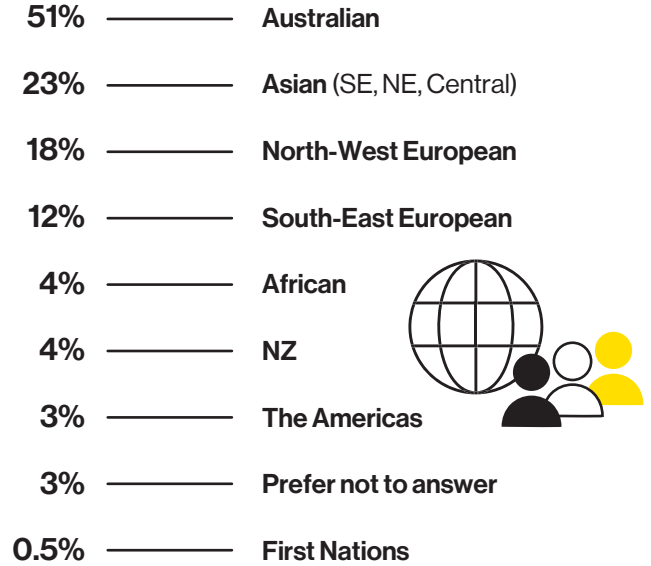 51% Australian
23% Asian (SE, NE, Central)
18% North-West European
12% South-East European
4% African
4% NZ
3% The Americas
3% Prefer not to answer
0.5% First Nations